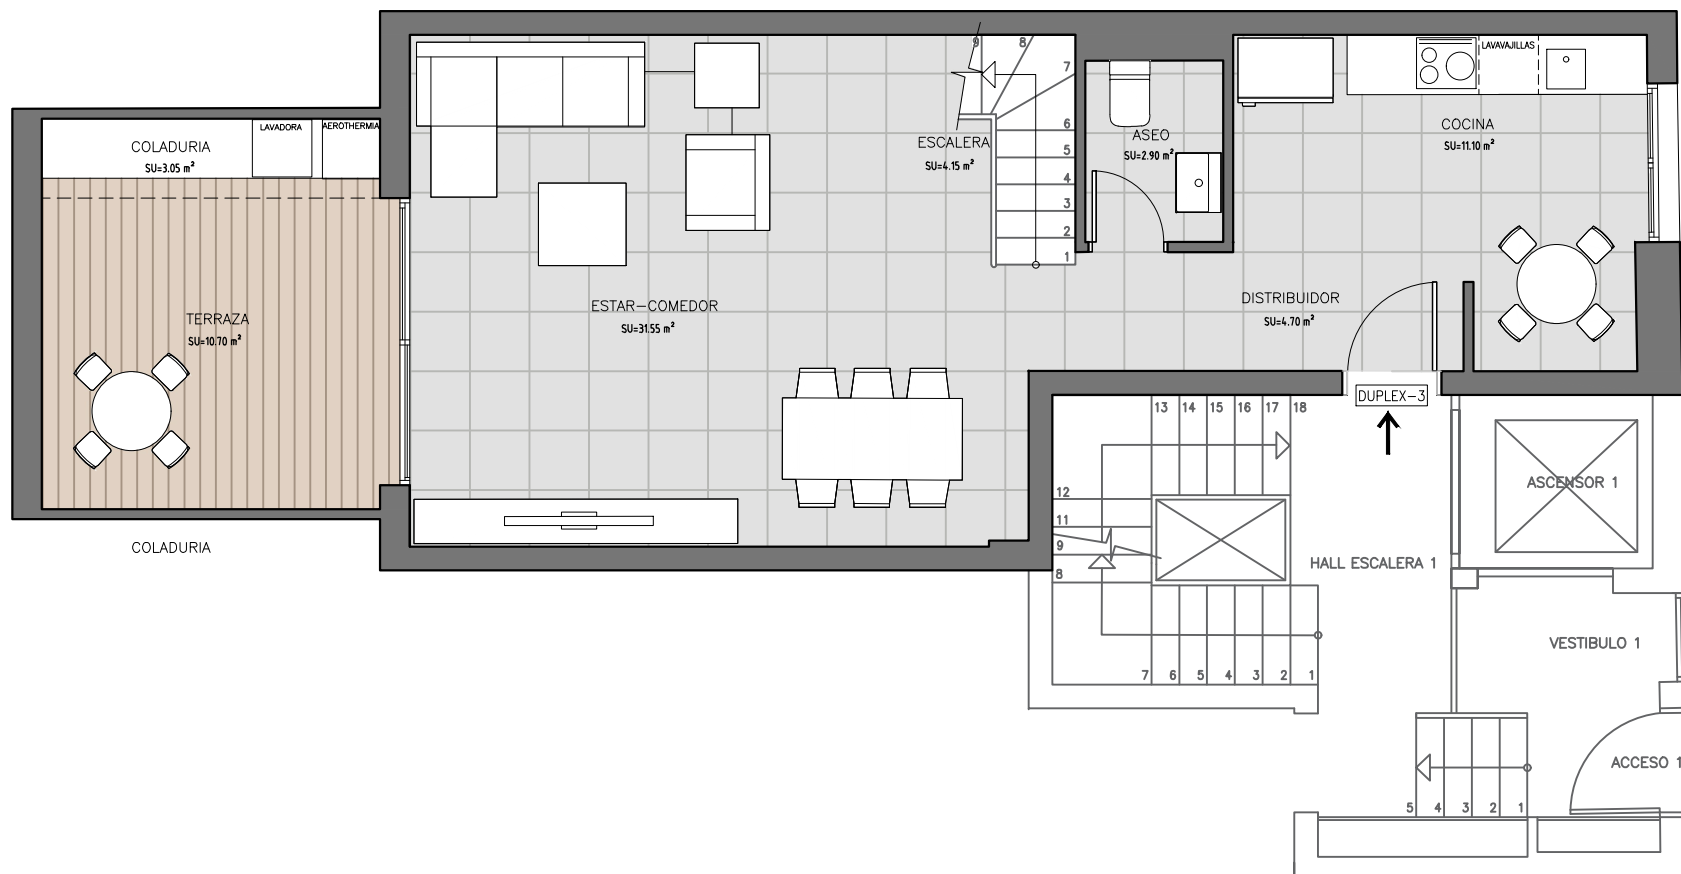 9
8
7
6
5
4
3
2
1
ESCALERA
SU=4.15 m²
ASEO
SU=2.90 m²
LAVAVAJILLAS
COCINA
SU=11.10 m²
LAVADORA
AEROTHERMIA
COLADURIA
SU=3.05 m²
TERRAZA
SU=10.70 m²
ESTAR-COMEDOR
SU=31.55 m²
DISTRIBUIDOR
SU=4.70 m²
DUPLEX-3
COLADURIA
13 14 15 16 17 18
12
11
9
8
7 6 5 4 3 2 1
HALL ESCALERA 1
ASCENSOR 1
VESTIBULO 1
ACCESO 1
5 4 3 2 1